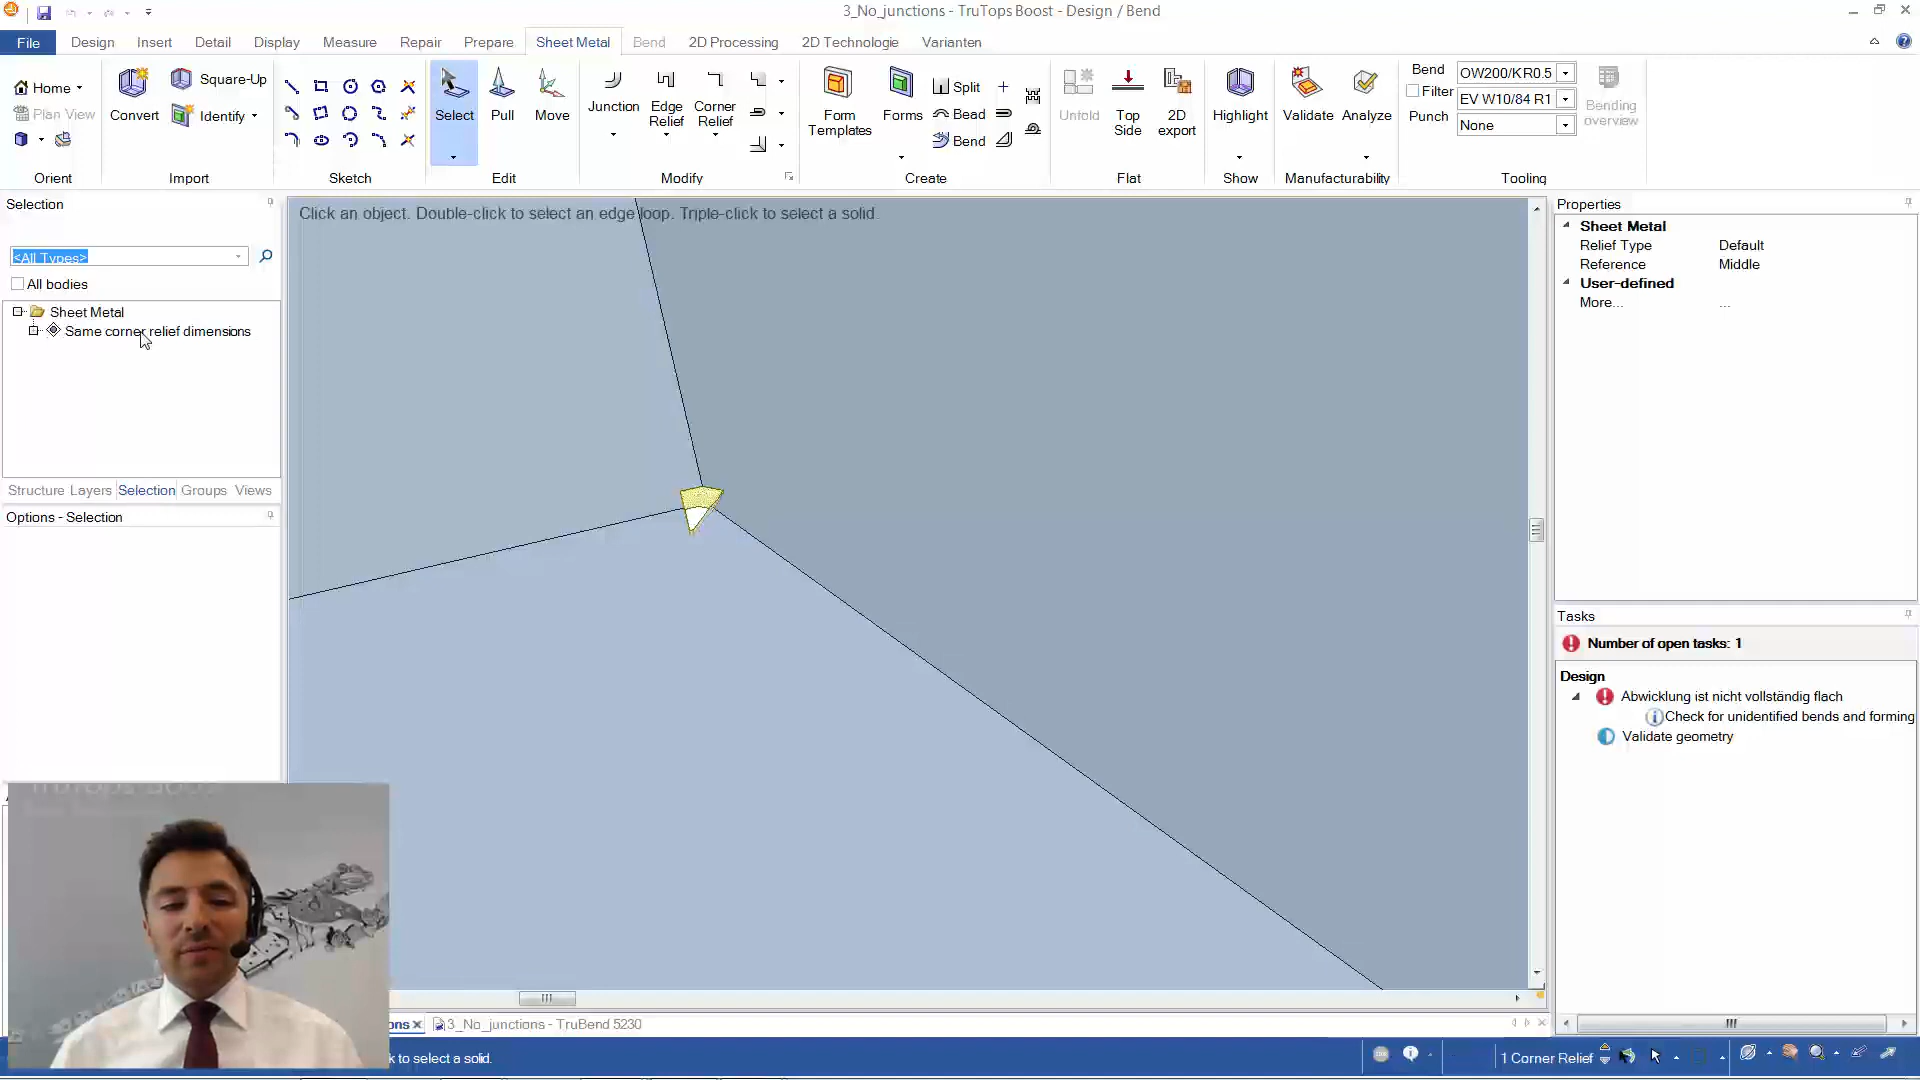 3_No_junctions - TruTops Boost - Design / Bend
File Design Insert Detail Display Measure Repair Prepare Sheet Metal Bend 2D Processing 2D Technologie Varianten
Home
Plan View
Orient
Convert
Square-Up
Identify
Import
Sketch
Select
Pull
Move
Edit
Junction
Edge Relief
Corner Relief
Modify
Form Templates
Forms
Split
Bead
Bend
Create
Unfold
Top Side
2D export
Flat
Highlight
Show
Validate
Analyze
Manufacturability
Bend OW200/KR0.5
Filter EV W10/84 R1
Punch None
Bending overview
Tooling
Selection
<All Types>
All bodies
Sheet Metal
Same corner relief dimensions
Structure Layers Selection Groups Views
Options - Selection
Click an object. Double-click to select an edge loop. Triple-click to select a solid.
Properties
Sheet Metal
Relief Type Default
Reference Middle
User-defined
More... ...
Tasks
Number of open tasks: 1
Design
Abwicklung ist nicht vollständig flach
Check for unidentified bends and forming
Validate geometry
TruTops Boost
ons 3_No_junctions - TruBend 5230
k to select a solid.
1 Corner Relief